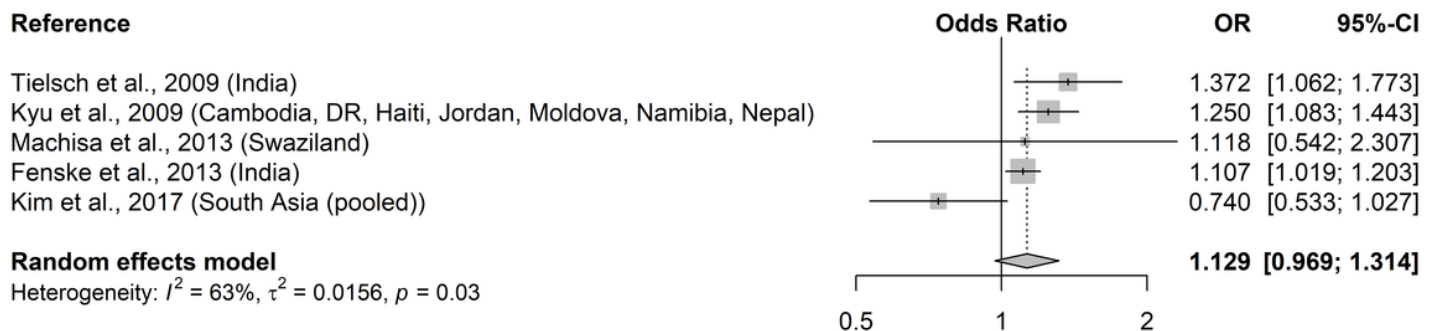 Reference Odds Ratio OR 95%-CI
Tielsch et al., 2009 (India) 1.372 [1.062; 1.773]
Kyu et al., 2009 (Cambodia, DR, Haiti, Jordan, Moldova, Namibia, Nepal) 1.250 [1.083; 1.443]
Machisa et al., 2013 (Swaziland) 1.118 [0.542; 2.307]
Fenske et al., 2013 (India) 1.107 [1.019; 1.203]
Kim et al., 2017 (South Asia (pooled)) 0.740 [0.533; 1.027]
Random effects model 1.129 [0.969; 1.314]
Heterogeneity: I² = 63%, τ² = 0.0156, p = 0.03
0.5 1 2